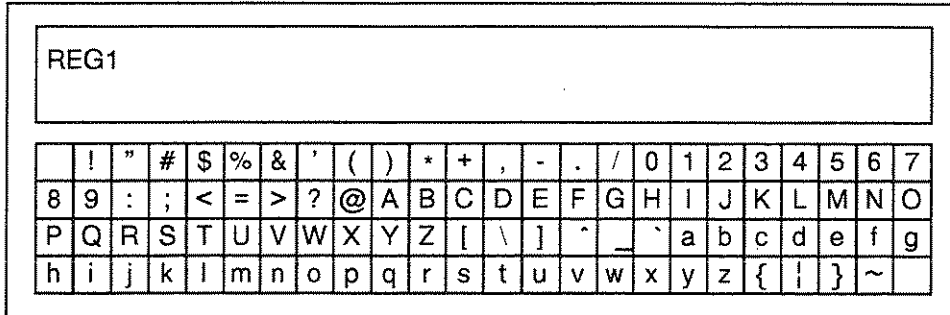 REG1
! " # $ % & ' ( ) * + , - . / 0 1 2 3 4 5 6 7
8 9 : ; < = > ? @ A B C D E F G H I J K L M N O
P Q R S T U V W X Y Z [ \ ] ^ _ ` a b c d e f g
h i j k l m n o p q r s t u v w x y z { ¦ } ~